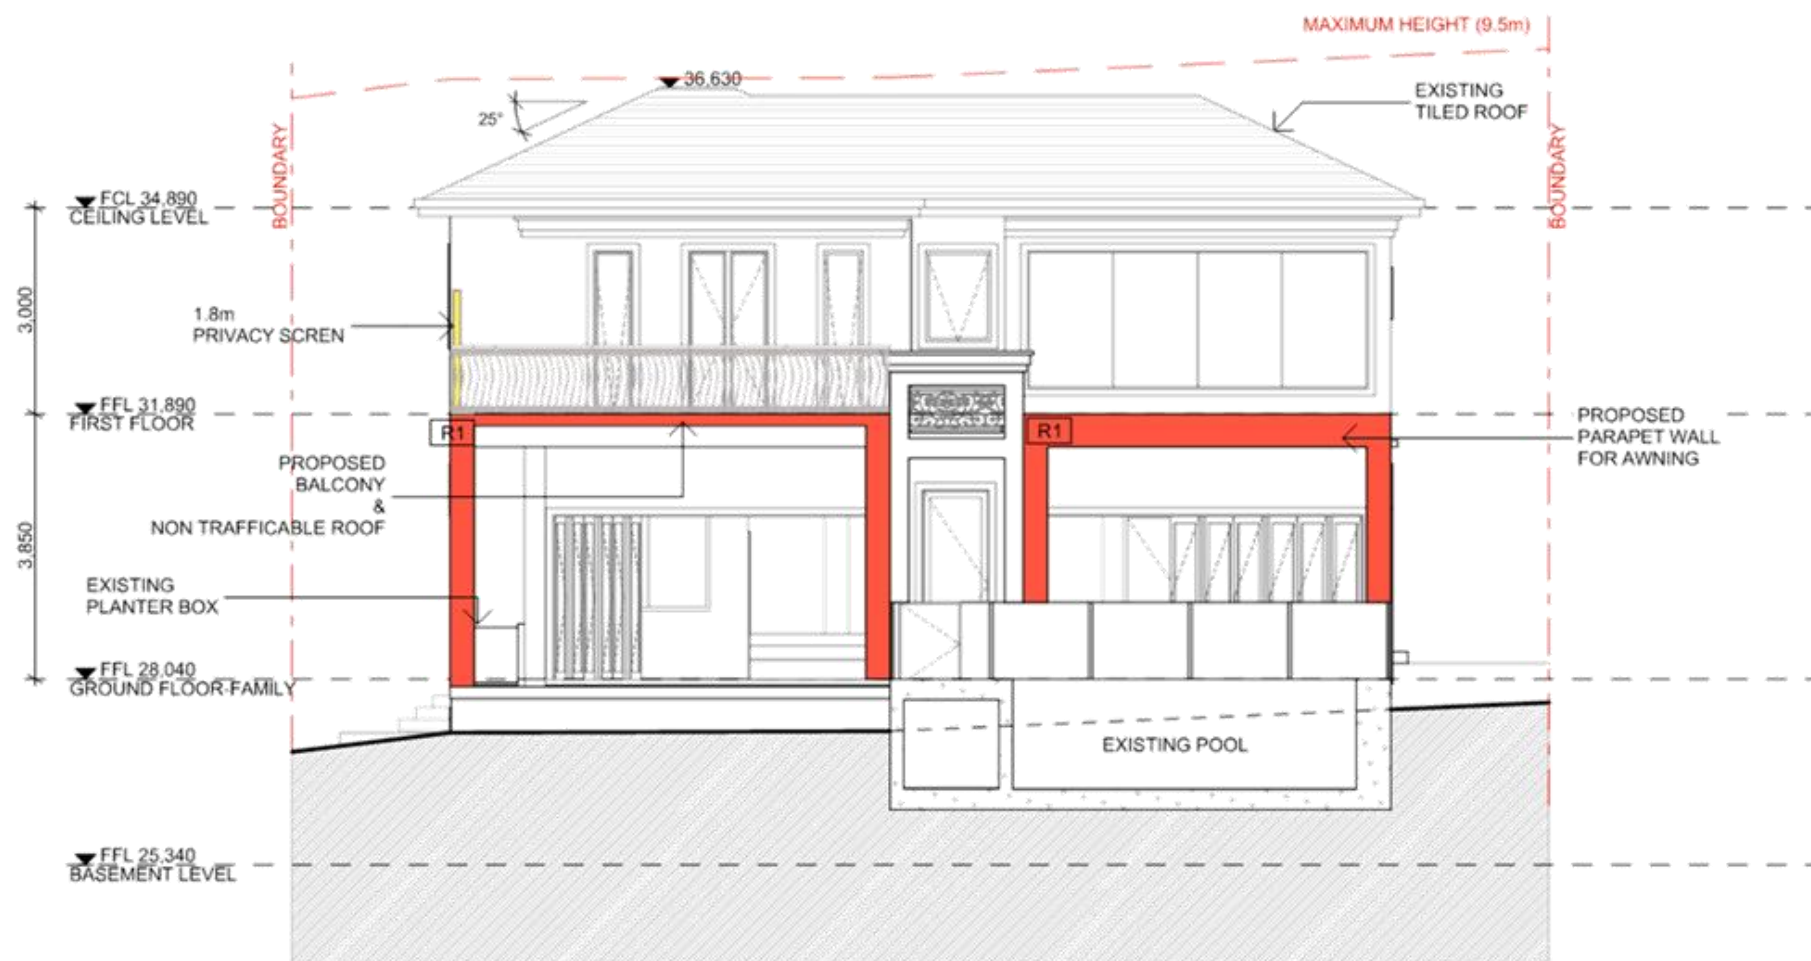 MAXIMUM HEIGHT (9.5m)
36,630
EXISTING
TILED ROOF
25°
BOUNDARY
BOUNDARY
FCL 34,890
CEILING LEVEL
3,000
1.8m
PRIVACY SCREN
FFL 31.890
FIRST FLOOR
R1
R1
PROPOSED
PARAPET WALL
FOR AWNING
PROPOSED
BALCONY
&
NON TRAFFICABLE ROOF
3,850
EXISTING
PLANTER BOX
FFL 28.040
GROUND FLOOR-FAMILY
EXISTING POOL
FFL 25.340
BASEMENT LEVEL